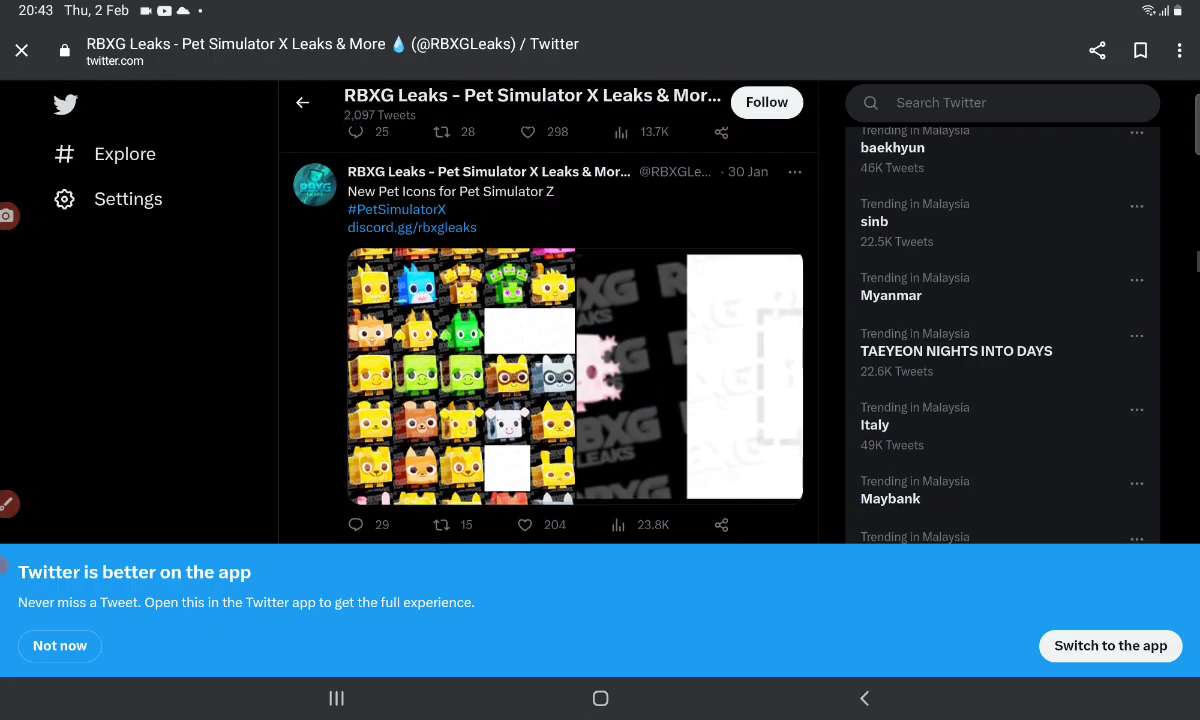 20:43 Thu, 2 Feb
RBXG Leaks - Pet Simulator X Leaks & More 💧 (@RBXGLeaks) / Twitter
twitter.com
RBXG Leaks - Pet Simulator X Leaks & Mor...
Follow
2,097 Tweets
25 28 298 13.7K
Explore
Settings
RBXG Leaks - Pet Simulator X Leaks & Mor... @RBXGLe... · 30 Jan
New Pet Icons for Pet Simulator Z
#PetSimulatorX
discord.gg/rbxgleaks
RBXG
LEAKS
29 15 204 23.8K
Search Twitter
Trending in Malaysia
baekhyun
46K Tweets
Trending in Malaysia
sinb
22.5K Tweets
Trending in Malaysia
Myanmar
Trending in Malaysia
TAEYEON NIGHTS INTO DAYS
22.6K Tweets
Trending in Malaysia
Italy
49K Tweets
Trending in Malaysia
Maybank
Trending in Malaysia
Twitter is better on the app
Never miss a Tweet. Open this in the Twitter app to get the full experience.
Not now
Switch to the app